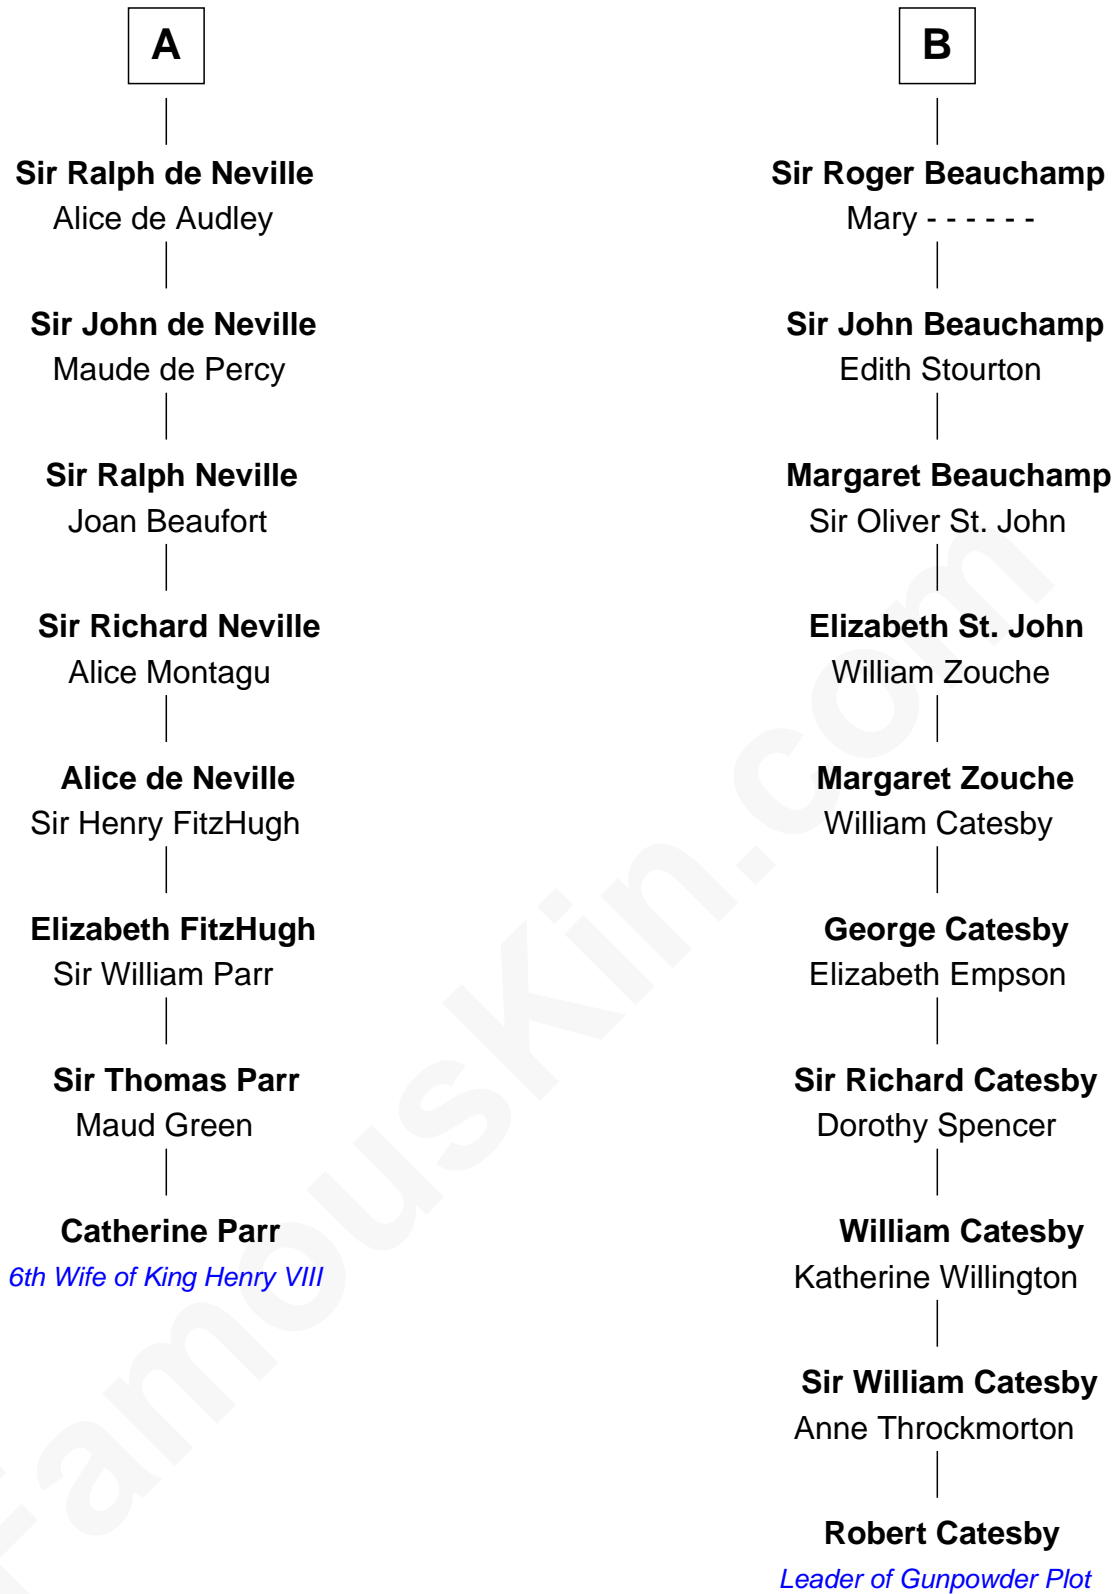 A
Sir Ralph de Neville
Alice de Audley
Sir John de Neville
Maude de Percy
Sir Ralph Neville
Joan Beaufort
Sir Richard Neville
Alice Montagu
Alice de Neville
Sir Henry FitzHugh
Elizabeth FitzHugh
Sir William Parr
Sir Thomas Parr
Maud Green
Catherine Parr
6th Wife of King Henry VIII
B
Sir Roger Beauchamp
Mary - - - - - -
Sir John Beauchamp
Edith Stourton
Margaret Beauchamp
Sir Oliver St. John
Elizabeth St. John
William Zouche
Margaret Zouche
William Catesby
George Catesby
Elizabeth Empson
Sir Richard Catesby
Dorothy Spencer
William Catesby
Katherine Willington
Sir William Catesby
Anne Throckmorton
Robert Catesby
Leader of Gunpowder Plot
FamousKin.com